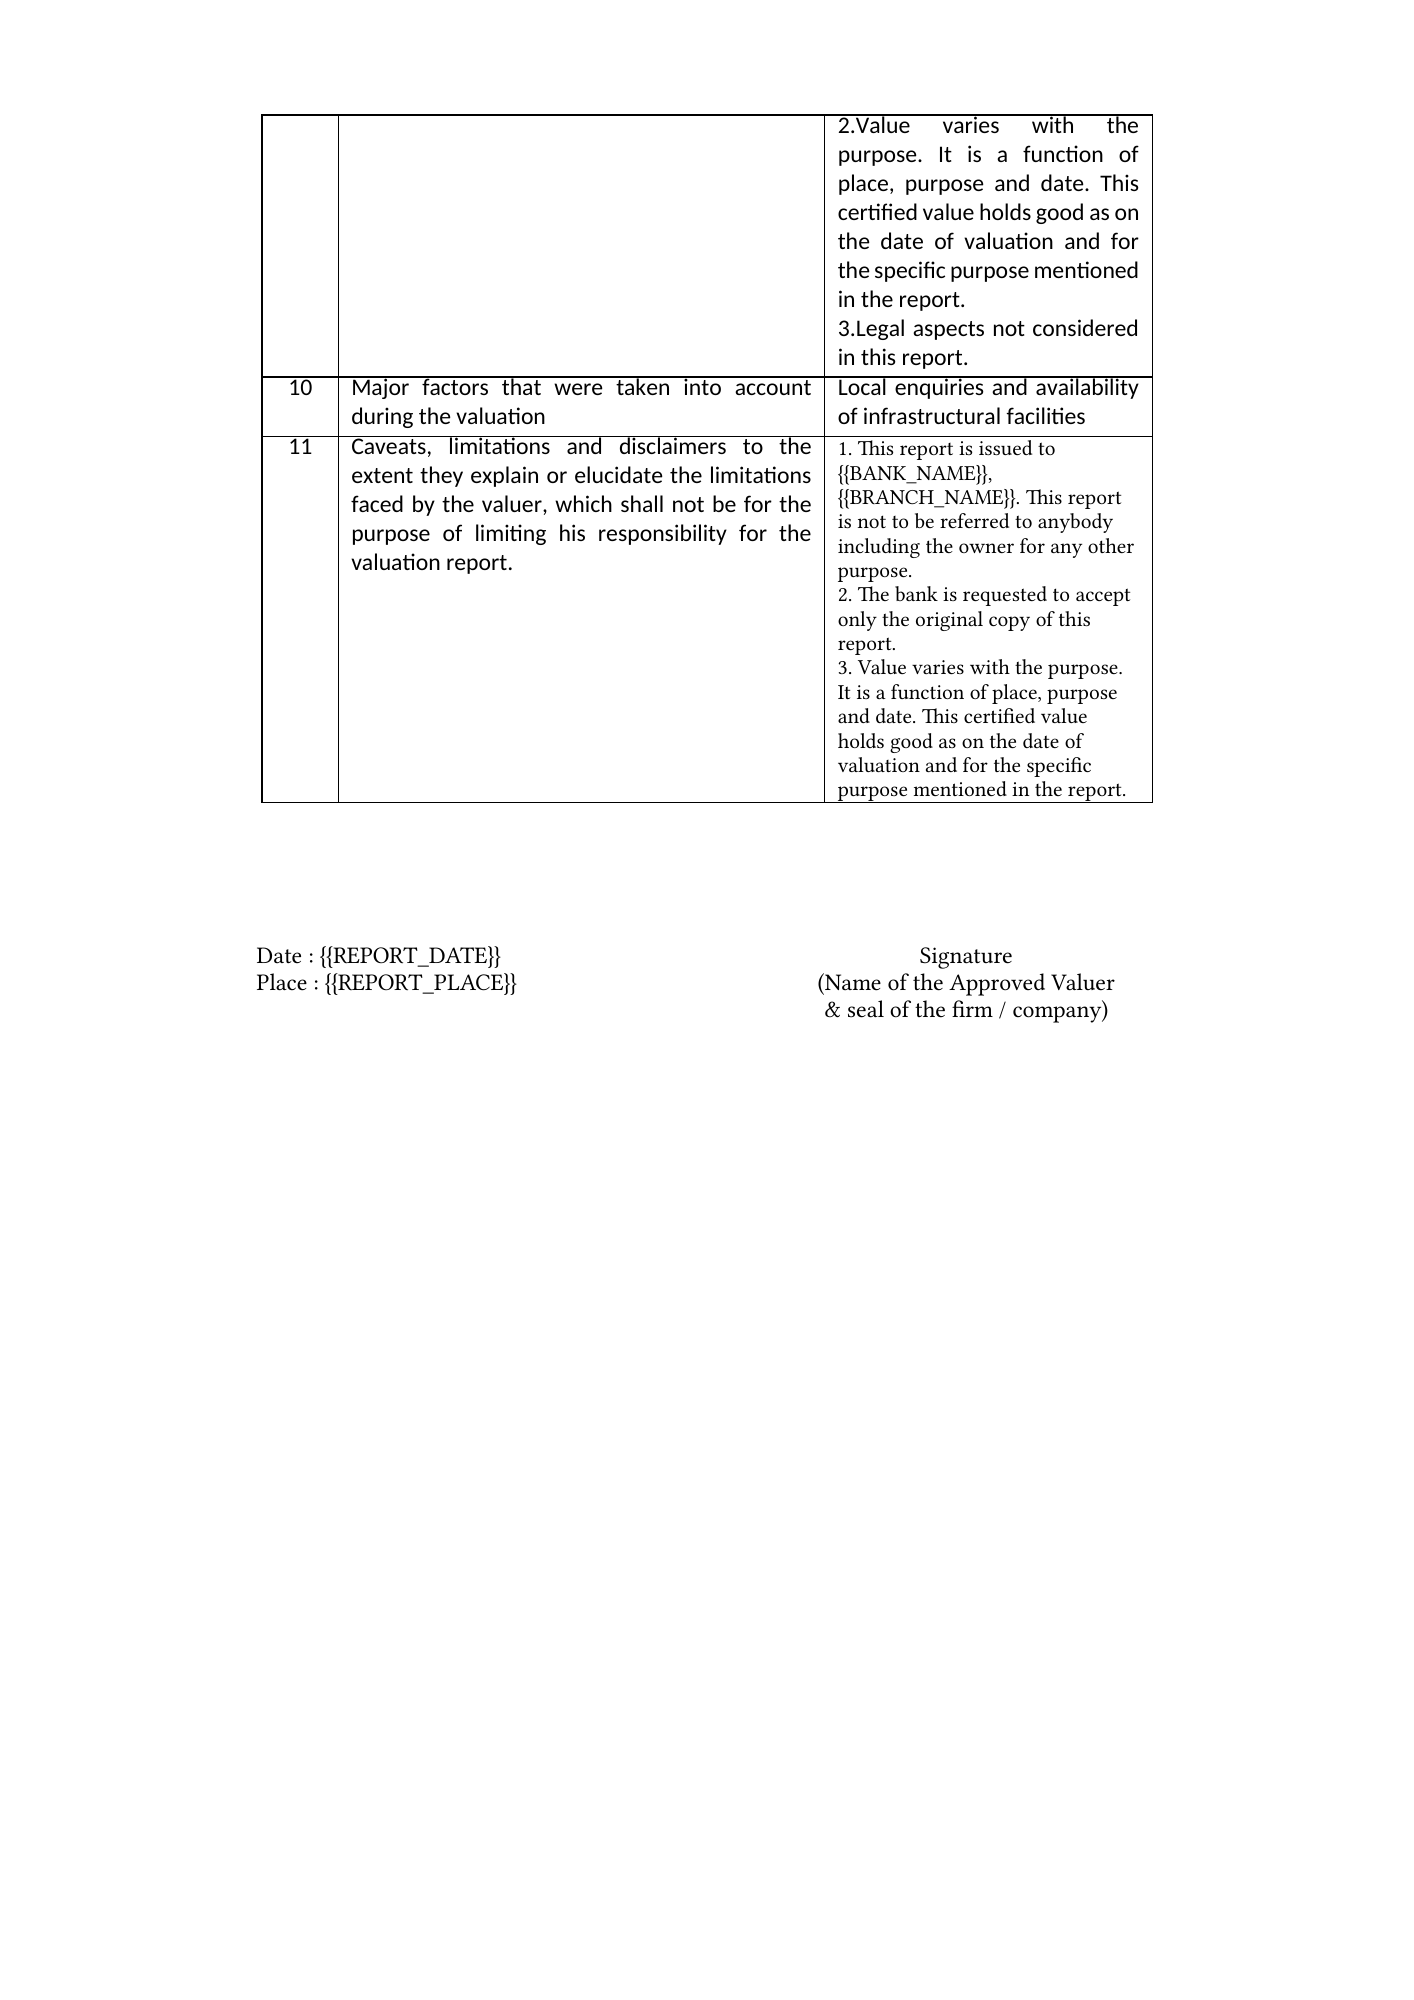 2.Value varies with the
purpose. It is a function of
place, purpose and date. This
certified value holds good as on
the date of valuation and for
the specific purpose mentioned
in the report.
3.Legal aspects not considered
in this report.
10
Major factors that were taken into account
during the valuation
Local enquiries and availability
of infrastructural facilities
11
Caveats, limitations and disclaimers to the
extent they explain or elucidate the limitations
faced by the valuer, which shall not be for the
purpose of limiting his responsibility for the
valuation report.
1. This report is issued to
{{BANK_NAME}},
{{BRANCH_NAME}}. This report
is not to be referred to anybody
including the owner for any other
purpose.
2. The bank is requested to accept
only the original copy of this
report.
3. Value varies with the purpose.
It is a function of place, purpose
and date. This certified value
holds good as on the date of
valuation and for the specific
purpose mentioned in the report.
Date : {{REPORT_DATE}}
Place : {{REPORT_PLACE}}
Signature
(Name of the Approved Valuer
& seal of the firm / company)